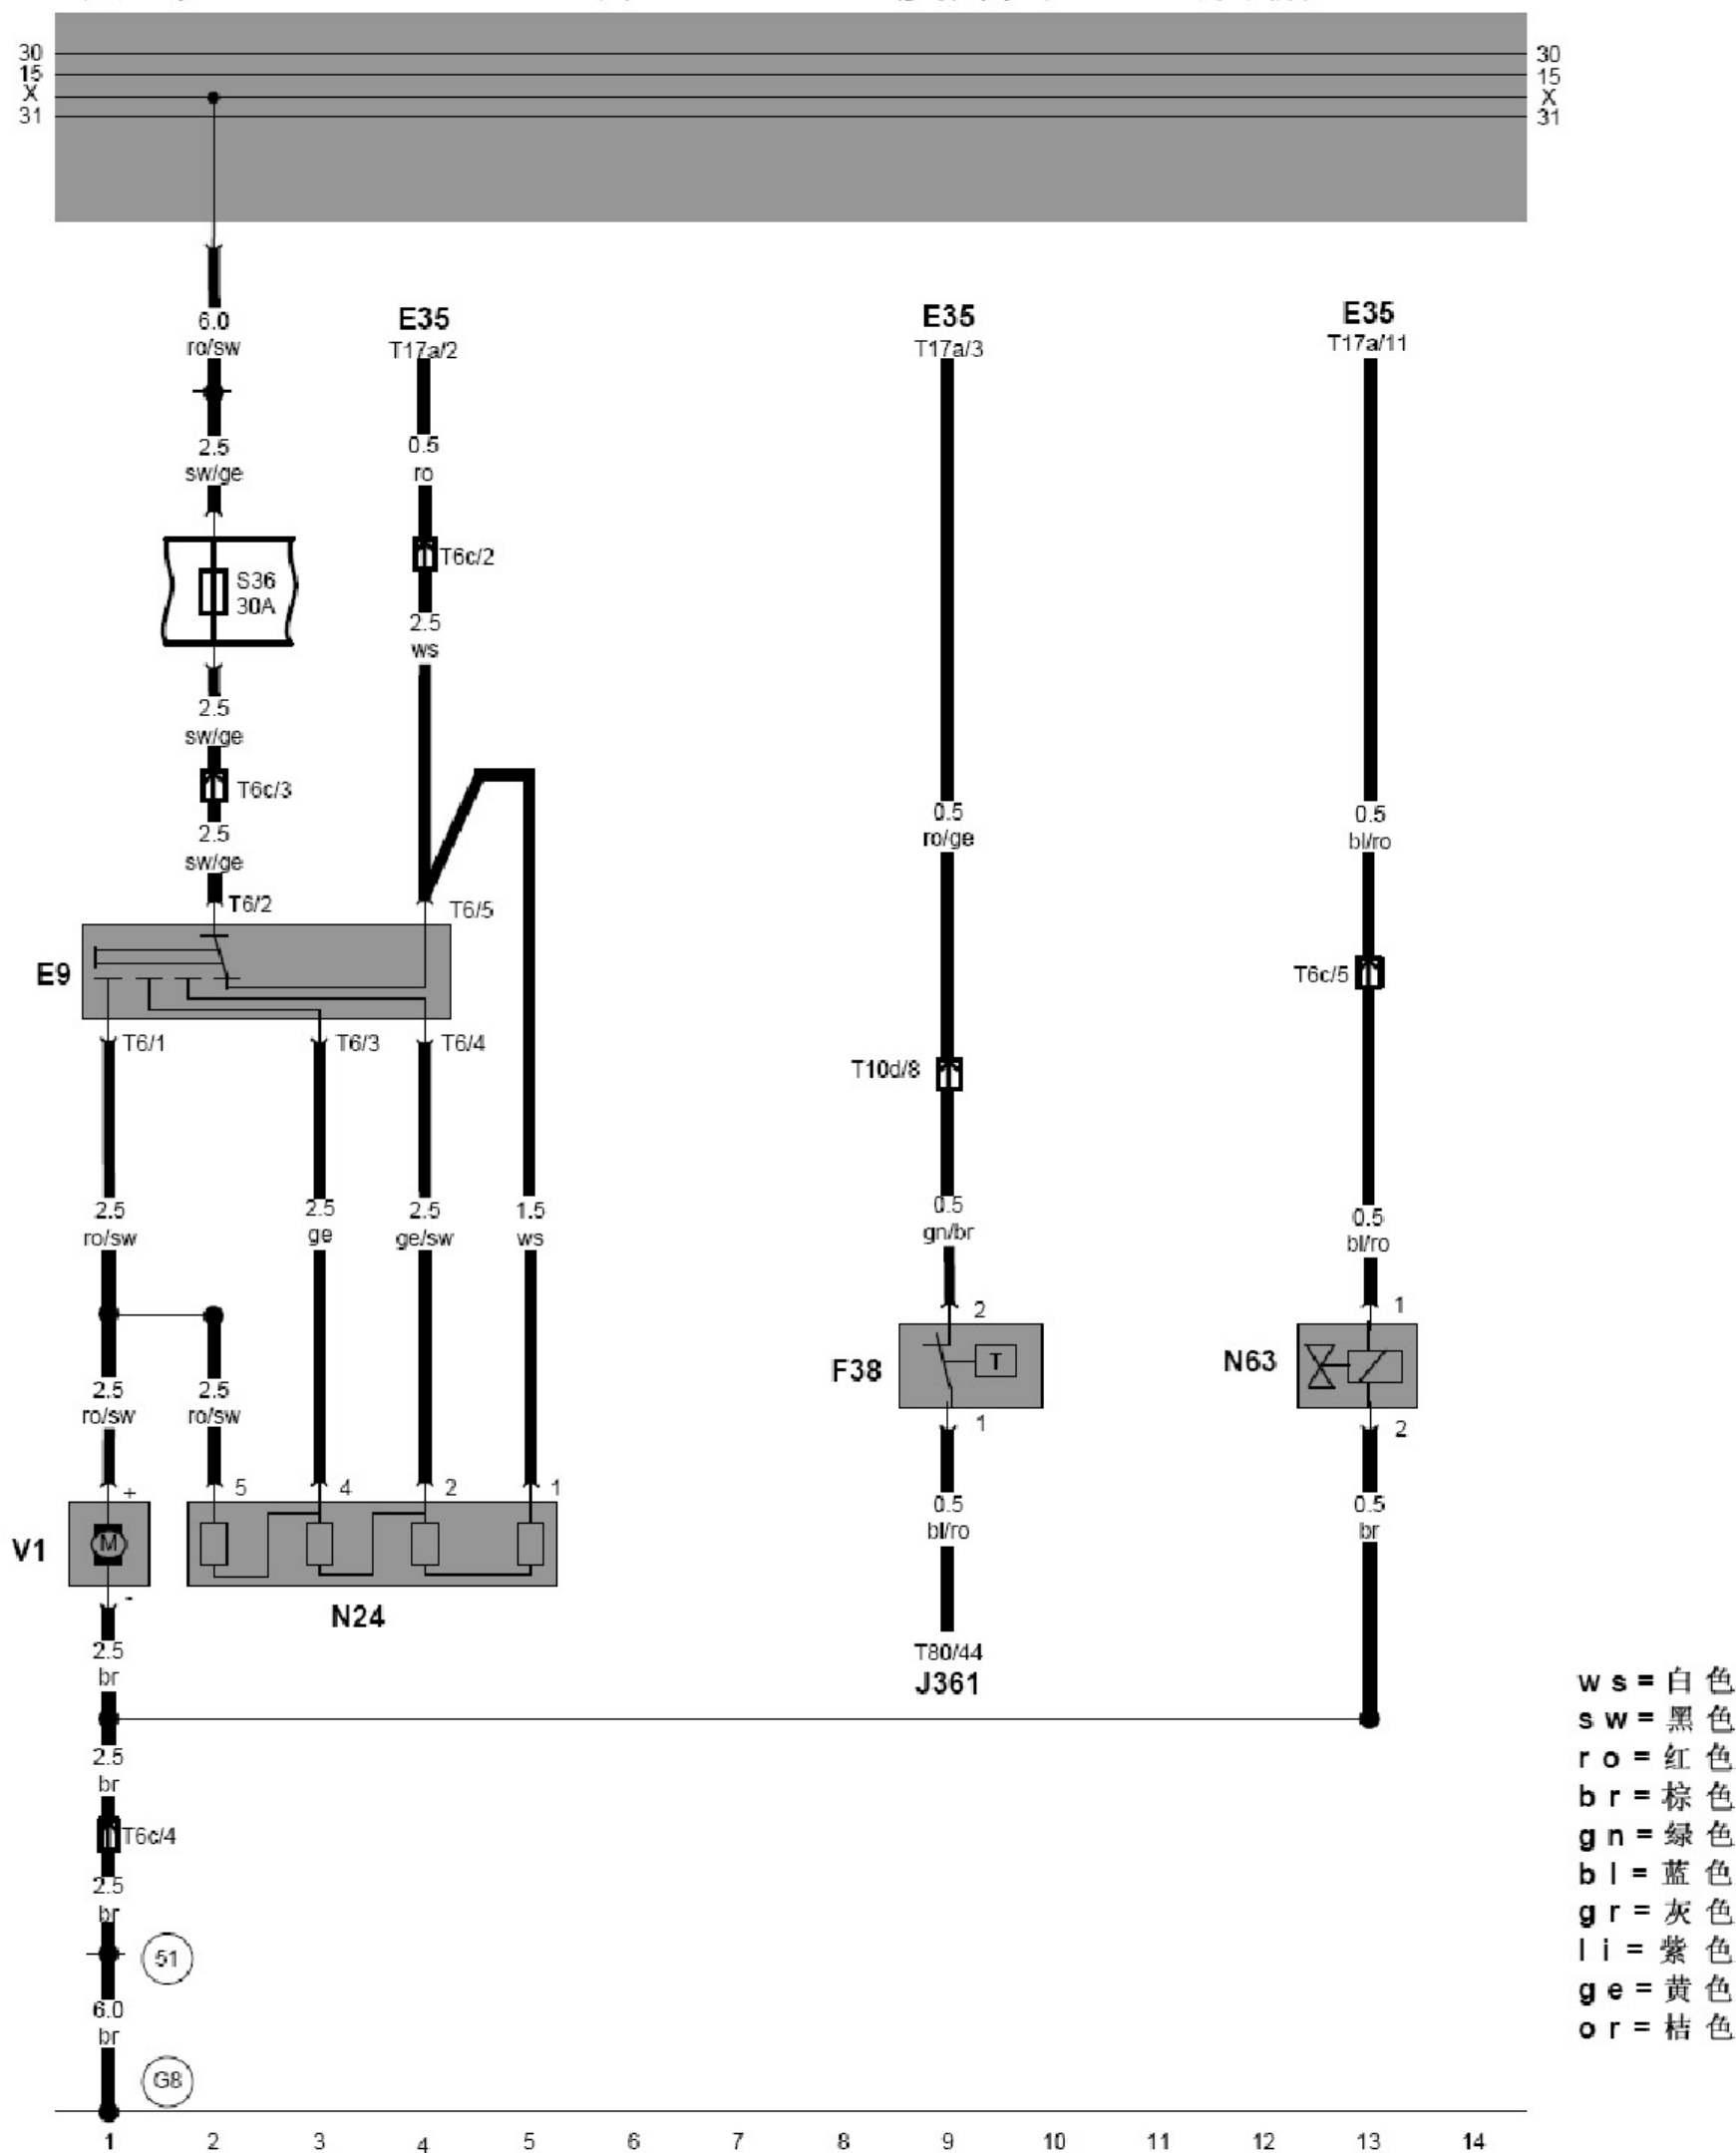 30 30
15 15
X X
31 31
6.0
ro/sw
E35
T17a/2
E35
T17a/3
E35
T17a/11
2.5
sw/ge
0.5
ro
T6c/2
S36
30A
2.5
ws
2.5
sw/ge
T6c/3
2.5
sw/ge
0.5
ro/ge
0.5
bl/ro
T6/2
T6/5
E9
T6c/5
T6/1
T6/3
T6/4
T10d/8
2.5
ro/sw
2.5
ge
2.5
ge/sw
1.5
ws
0.5
gn/br
0.5
bl/ro
2
1
F38
T
N63
2.5
ro/sw
2.5
ro/sw
1
2
+
5
4
2
1
0.5
bl/ro
0.5
br
V1
M
-
N24
2.5
br
T80/44
J361
2.5
br
T6c/4
2.5
br
51
6.0
br
G8
ws=白色
sw=黑色
ro=红色
br=棕色
gn=绿色
bl=蓝色
gr=灰色
li=紫色
ge=黄色
or=桔色
1 2 3 4 5 6 7 8 9 10 11 12 13 14